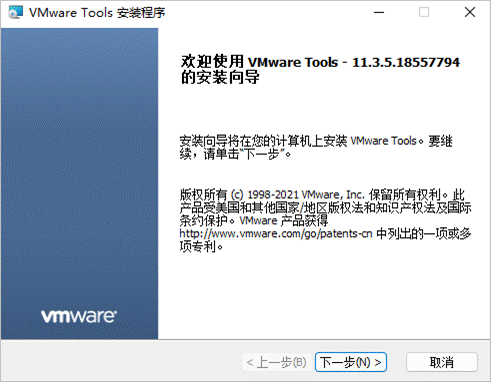 VMware Tools 安装程序
欢迎使用 VMware Tools - 11.3.5.18557794
的安装向导
安装向导将在您的计算机上安装 VMware Tools。要继
续，请单击“下一步”。
版权所有 (c) 1998-2021 VMware, Inc. 保留所有权利。此
产品受美国和其他国家/地区版权法和知识产权法及国际
条约保护。VMware 产品获得
http://www.vmware.com/go/patents-cn 中列出的一项或多
项专利。
vmware®
< 上一步(B)
下一步(N) >
取消